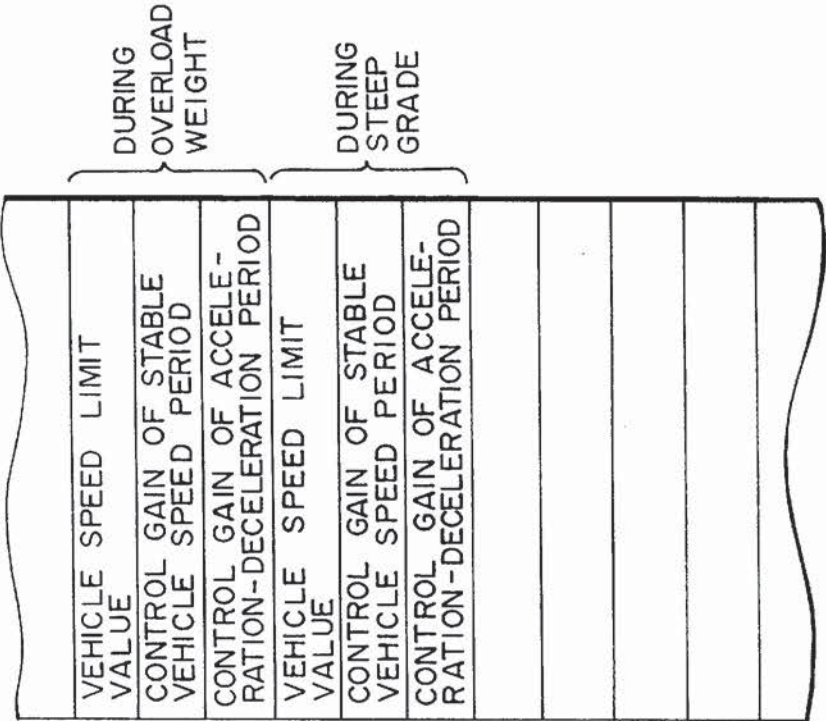 VEHICLE SPEED LIMIT
VALUE
CONTROL GAIN OF STABLE
VEHICLE SPEED PERIOD
CONTROL GAIN OF ACCELE-
RATION-DECELERATION PERIOD
DURING
OVERLOAD
WEIGHT
VEHICLE SPEED LIMIT
VALUE
CONTROL GAIN OF STABLE
VEHICLE SPEED PERIOD
CONTROL GAIN OF ACCELE-
RATION-DECELERATION PERIOD
DURING
STEEP
GRADE